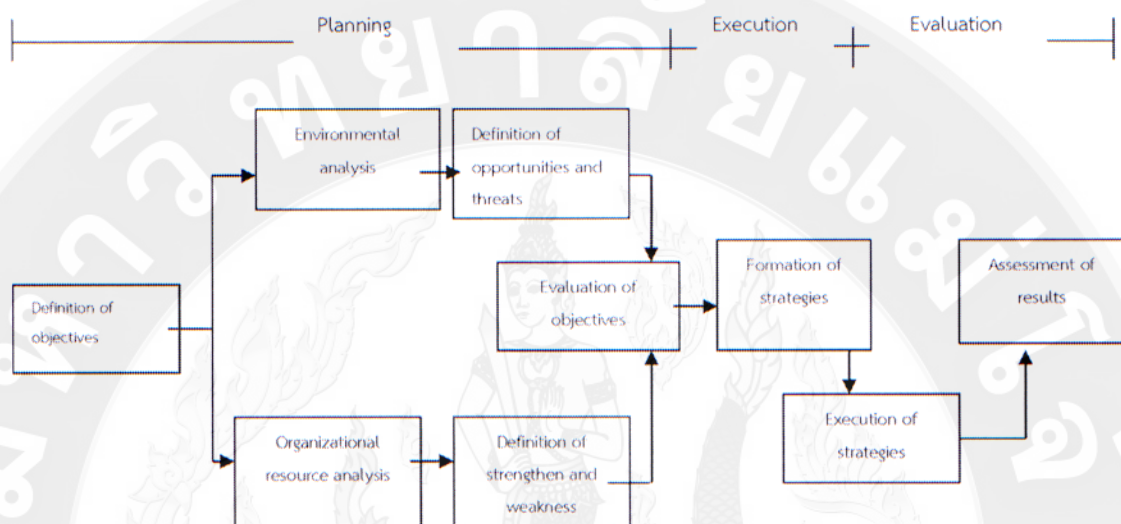 Planning
Execution
Evaluation
Environmental
analysis
Definition of
opportunities and
threats
Definition of
objectives
Evaluation of
objectives
Formation of
strategies
Assessment of
results
Organizational
resource analysis
Definition of
strengthen and
weakness
Execution of
strategies